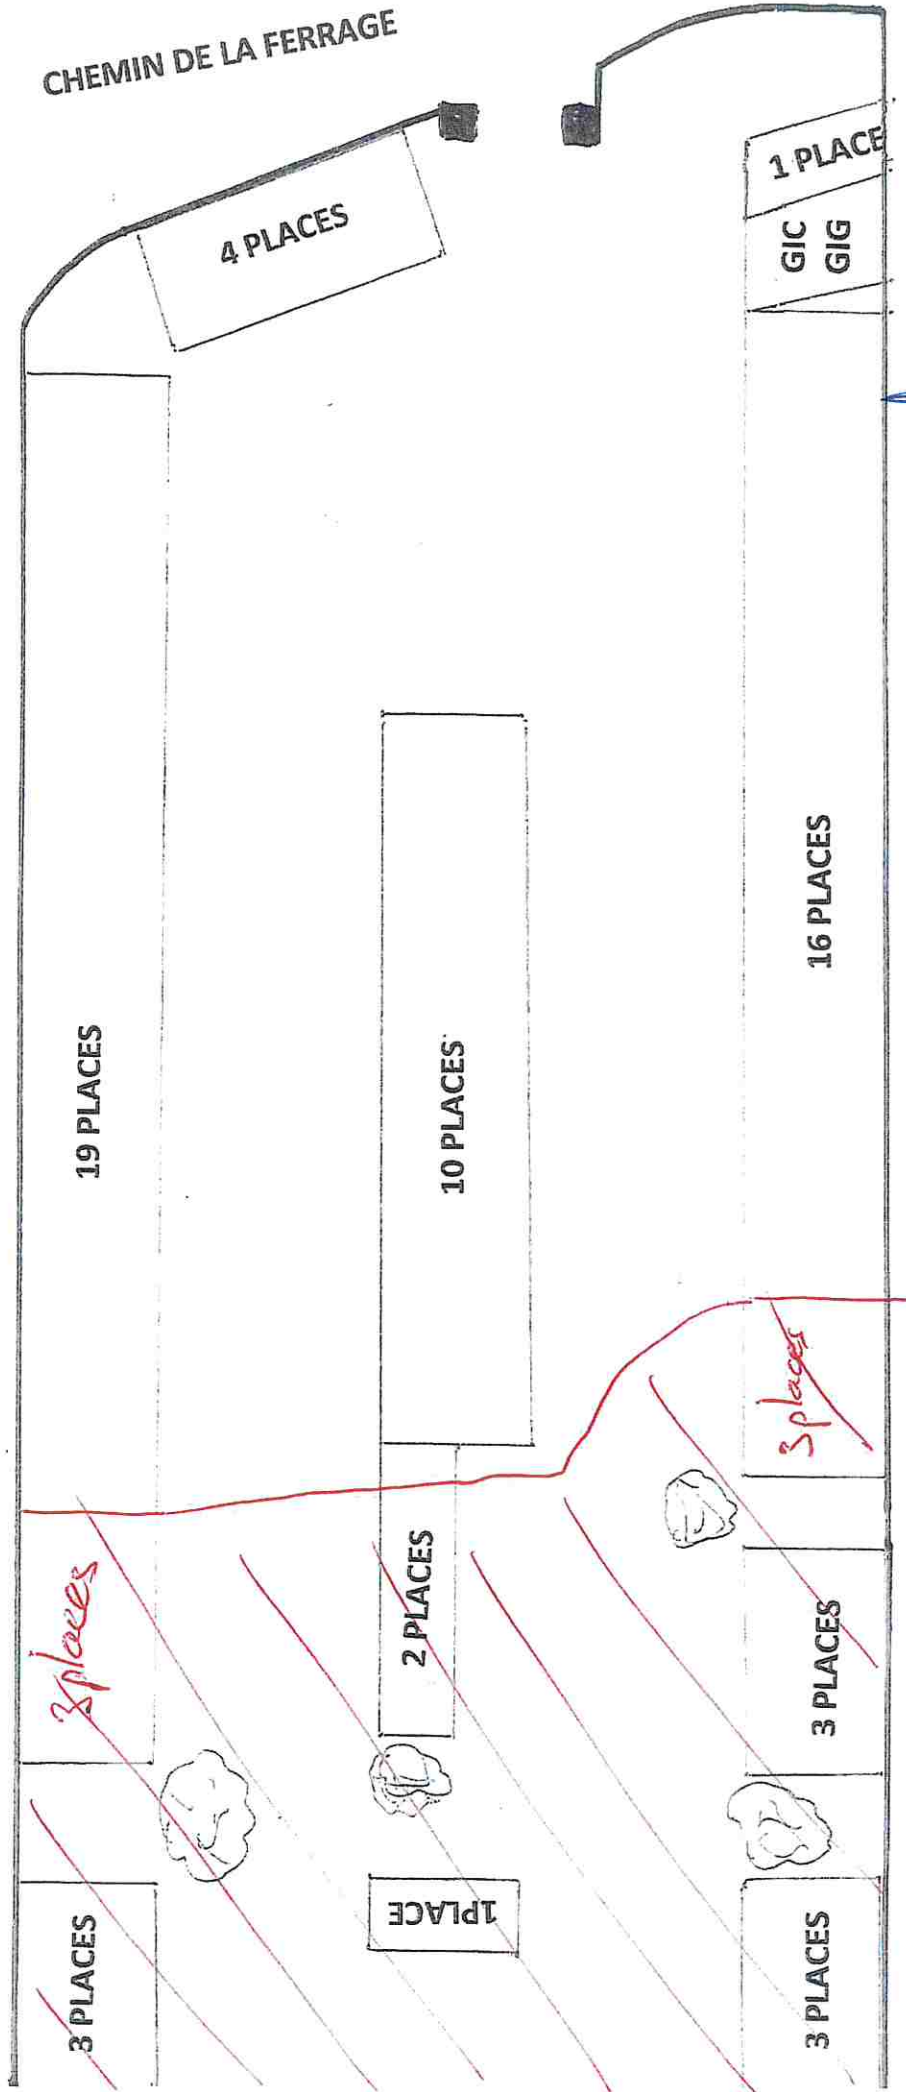 CHEMIN DE LA FERRAGE
4 PLACES
1 PLACE
GIC
GIG
19 PLACES
10 PLACES
16 PLACES
3 places
3 places
2 PLACES
3 PLACES
3 PLACES
1PLACE
3 PLACES